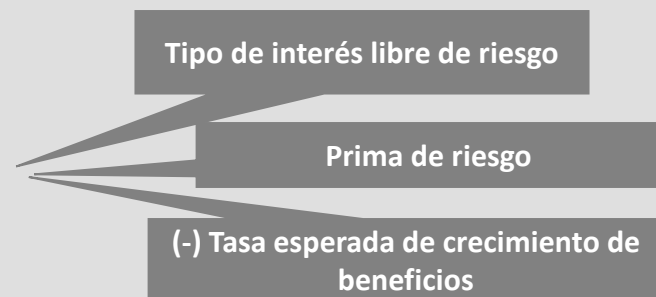 Tipo de interés libre de riesgo
Prima de riesgo
(-) Tasa esperada de crecimiento de
beneficios